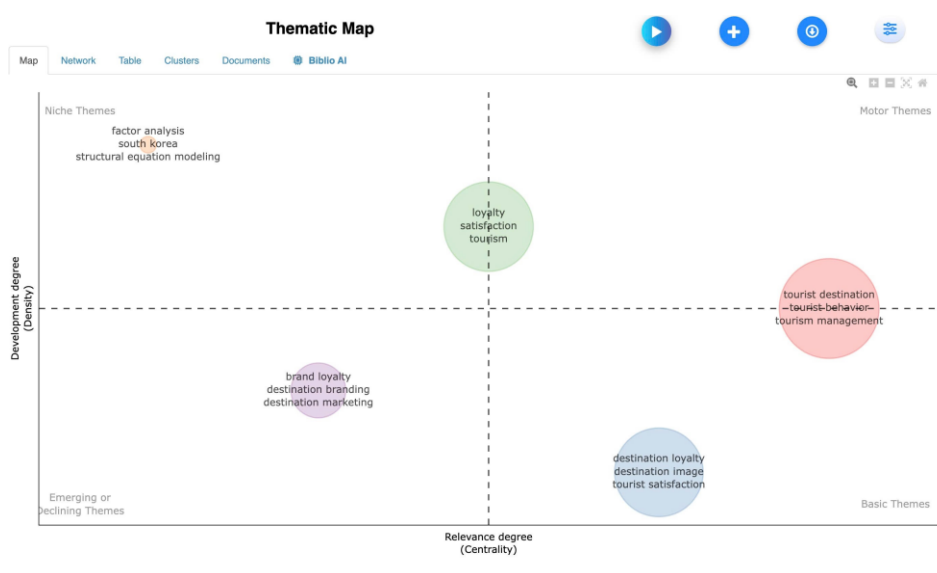 Thematic Map
Map Network Table Clusters Documents Biblio AI
Niche Themes
Motor Themes
factor analysis
south korea
structural equation modeling
loyalty
satisfaction
tourism
tourist destination
tourist behavior
tourism management
Development degree
(Density)
brand loyalty
destination branding
destination marketing
destination loyalty
destination image
tourist satisfaction
Emerging or
Declining Themes
Basic Themes
Relevance degree
(Centrality)